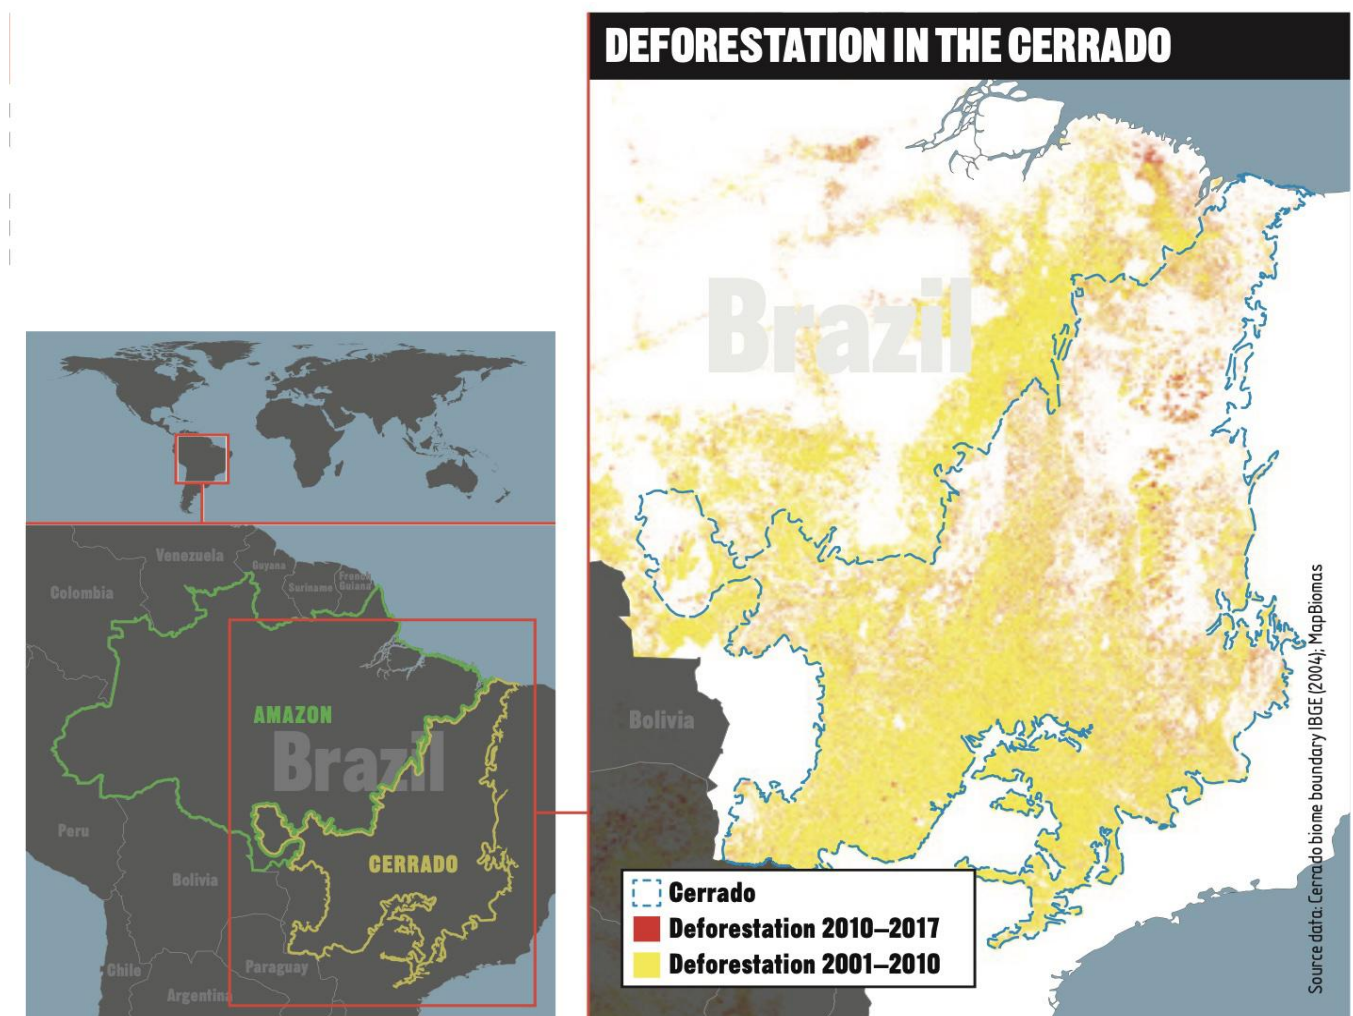 DEFORESTATION IN THE CERRADO
Brazil
Bolivia
Cerrado
Deforestation 2010–2017
Deforestation 2001–2010
Source data: Cerrado biome boundary IBGE (2004); MapBiomas
Venezuela
Guyana
Suriname
French
Guiana
Colombia
AMAZON
Brazil
Peru
CERRADO
Bolivia
Paraguay
Chile
Argentina